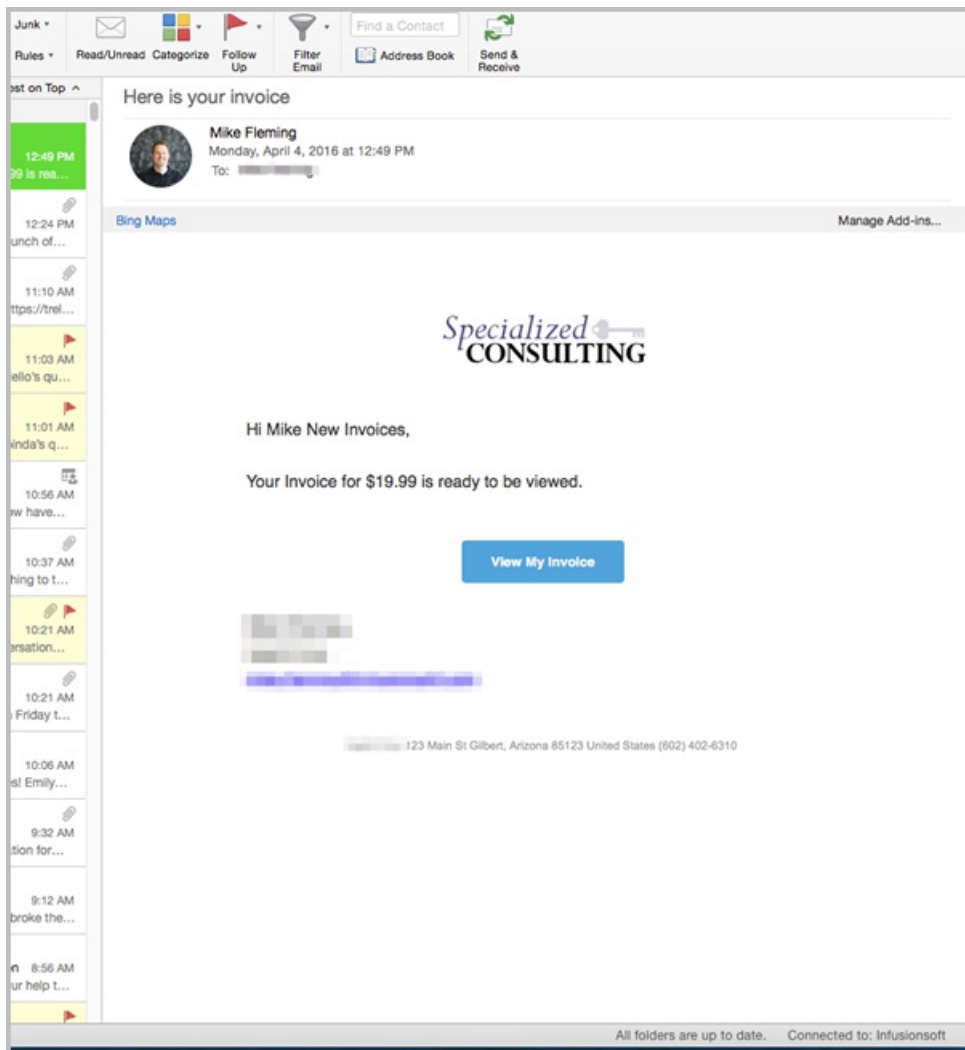 Junk
Read/Unread Categorize Follow Up Filter Email Find a Contact Send & Receive
Rules
Address Book
est on Top
Here is your invoice
Mike Fleming
Monday, April 4, 2016 at 12:49 PM
To:
Bing Maps Manage Add-ins...
12:49 PM
99 is rea...
12:24 PM
unch of...
11:10 AM
ttps://trel...
11:03 AM
ello's qu...
11:01 AM
inda's q...
10:56 AM
ow have...
10:37 AM
hing to t...
10:21 AM
ersation...
10:21 AM
Friday t...
10:06 AM
s! Emily...
9:32 AM
tion for...
9:12 AM
broke the...
n 8:56 AM
ur help t...
Specialized
CONSULTING
Hi Mike New Invoices,
Your Invoice for $19.99 is ready to be viewed.
View My Invoice
123 Main St Gilbert, Arizona 85123 United States (602) 402-6310
All folders are up to date. Connected to: Infusionsoft